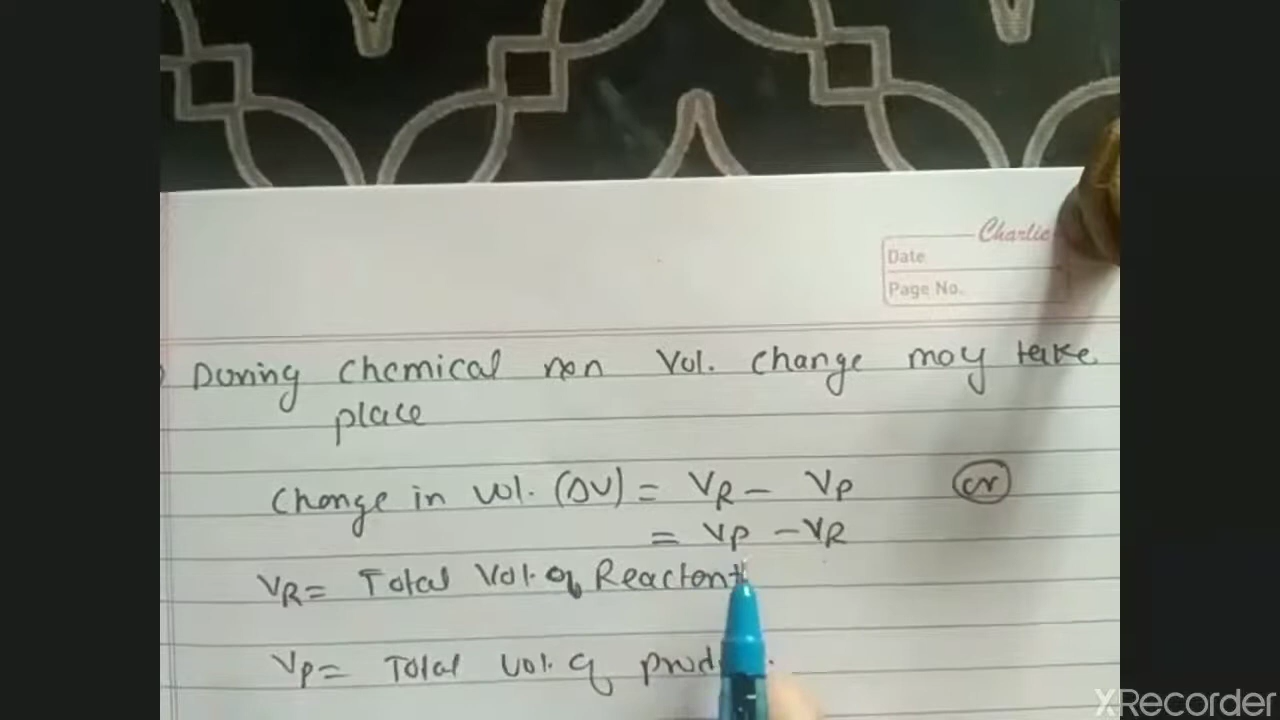 Charlie
Date
Page No.
During Chemical rxn Vol. change may take
place
Change in vol. (ΔV) = VR - VP or
= VP - VR
VR = Total Vol. of Reactant
VP = Total vol. of
XRecorder